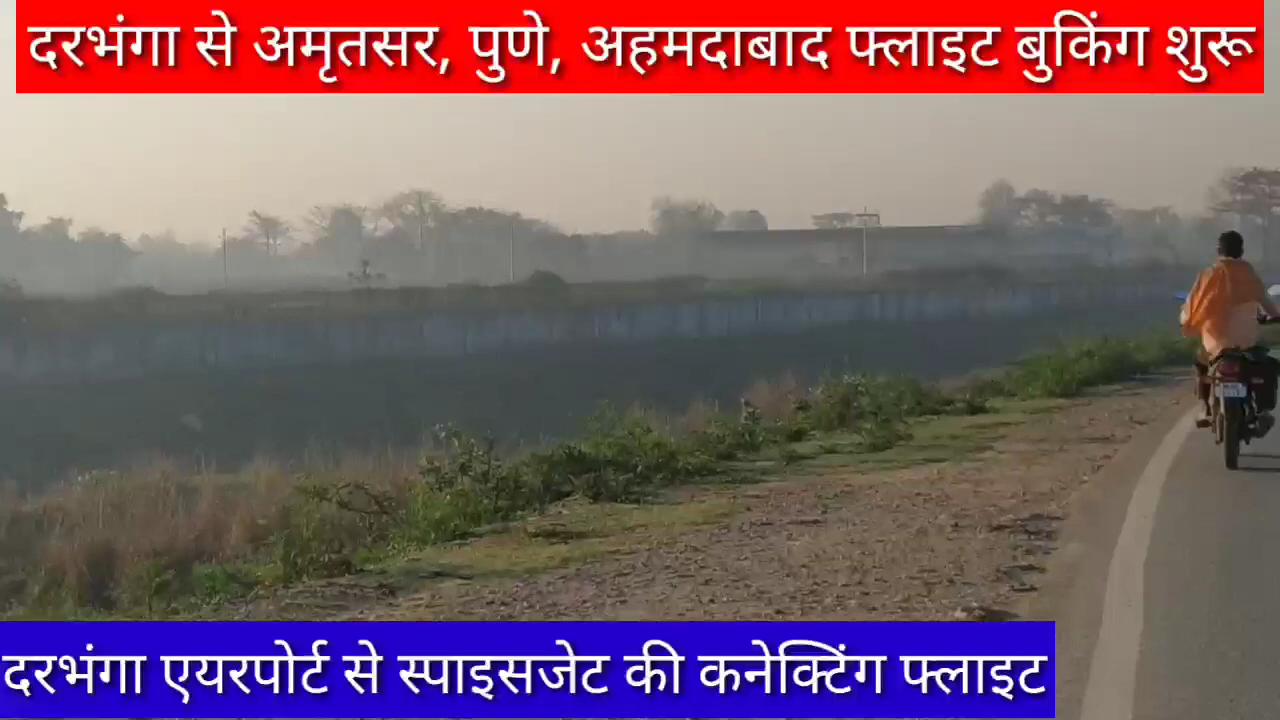 दरभंगा से अमृतसर, पुणे, अहमदाबाद फ्लाइट बुकिंग शुरू
दरभंगा एयरपोर्ट से स्पाइसजेट की कनेक्टिंग फ्लाइट